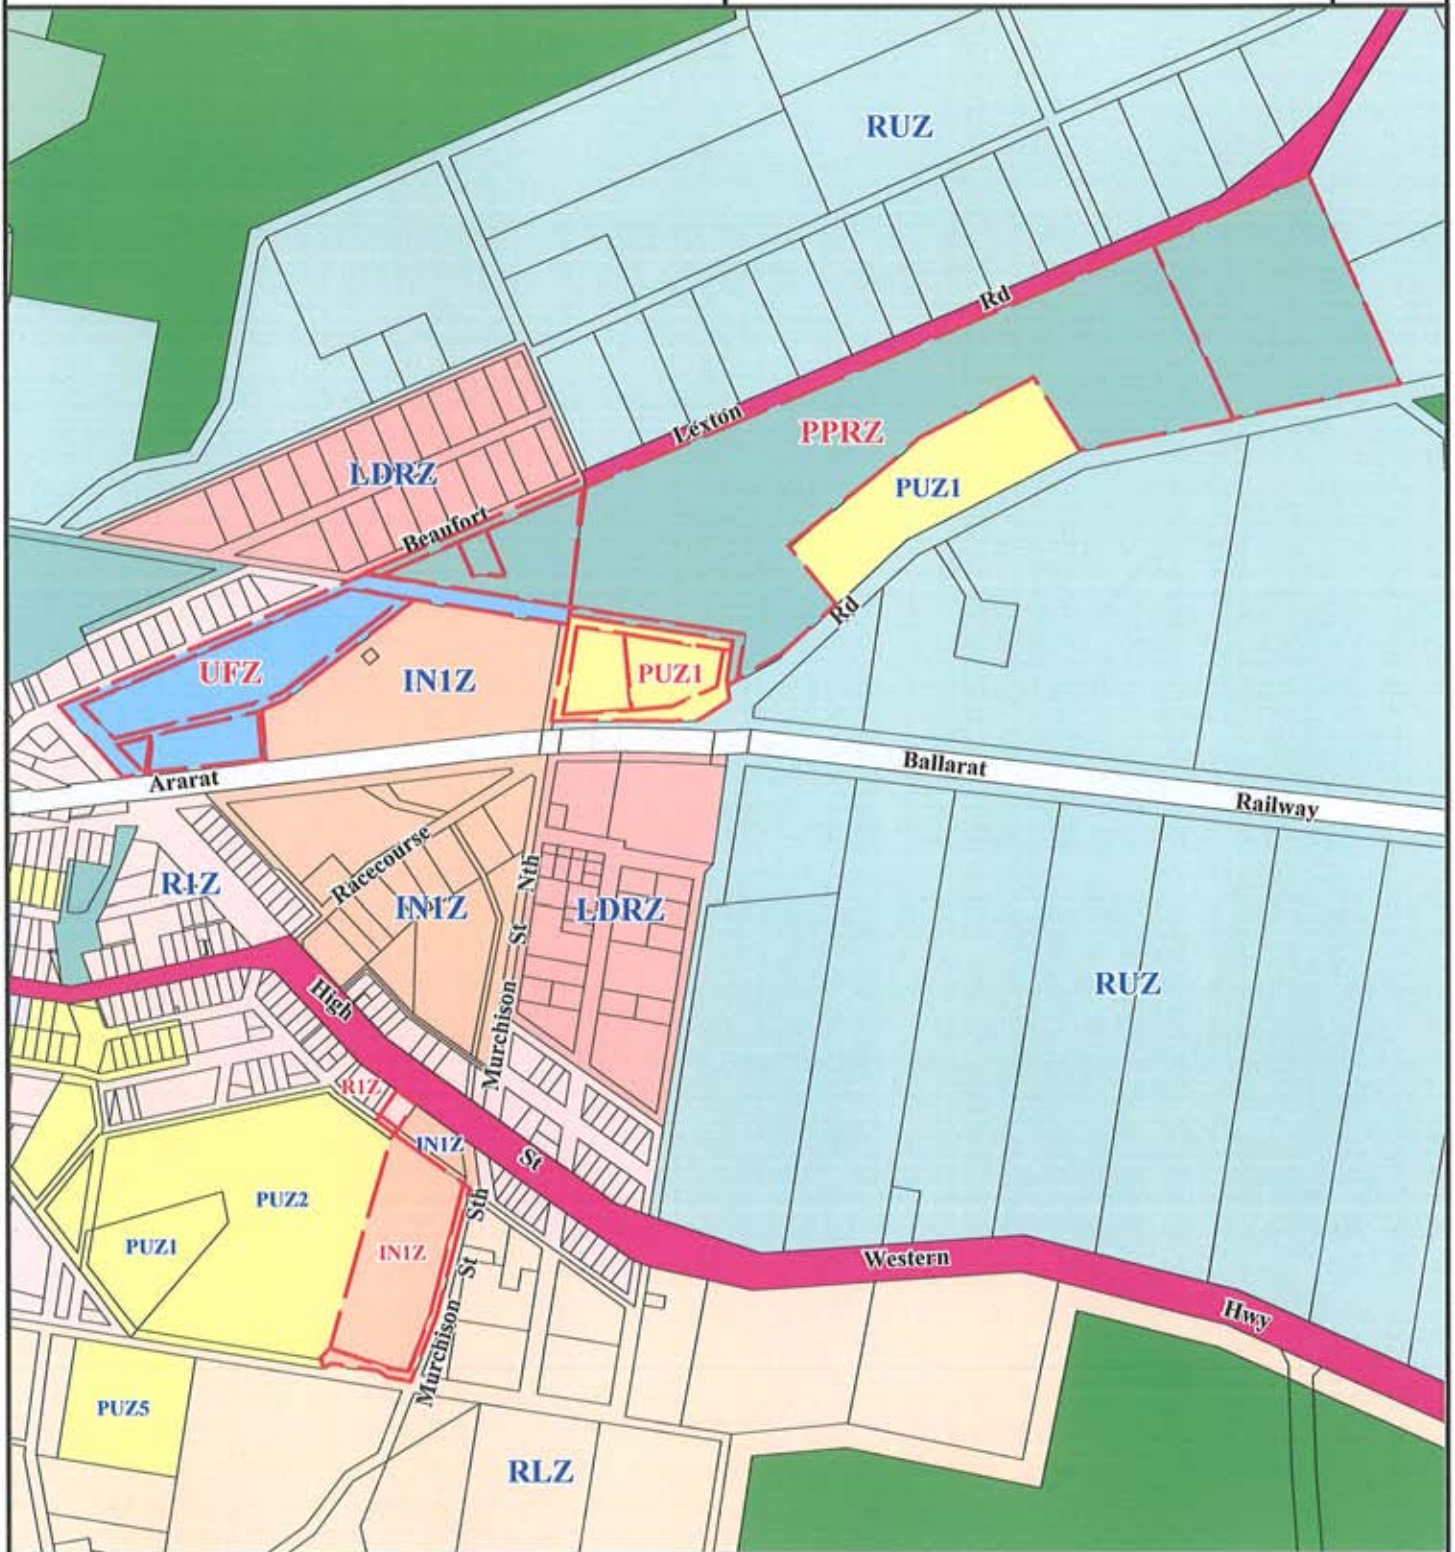 RUZ
Rd
Lexton
PPRZ
LDRZ
PUZ1
Beaufort
Rd
UFZ
IN1Z
PUZ1
Ararat
Ballarat
Railway
Racecourse
R1Z
IN1Z
Nth
St
Murchison
LDRZ
RUZ
High
R1Z
IN1Z
St
PUZ2
Sth
St
Murchison
PUZ1
IN1Z
Western
Hwy
PUZ5
RLZ